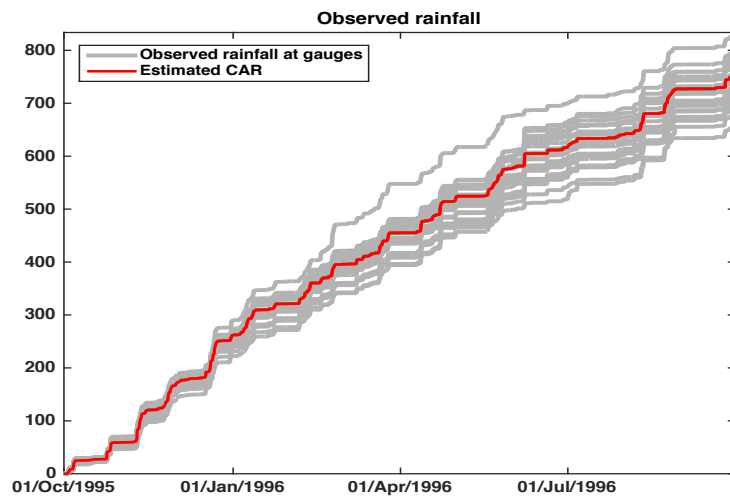 Observed rainfall
800
700
600
500
400
300
200
100
0
Observed rainfall at gauges
Estimated CAR
01/Oct/1995
01/Jan/1996
01/Apr/1996
01/Jul/1996